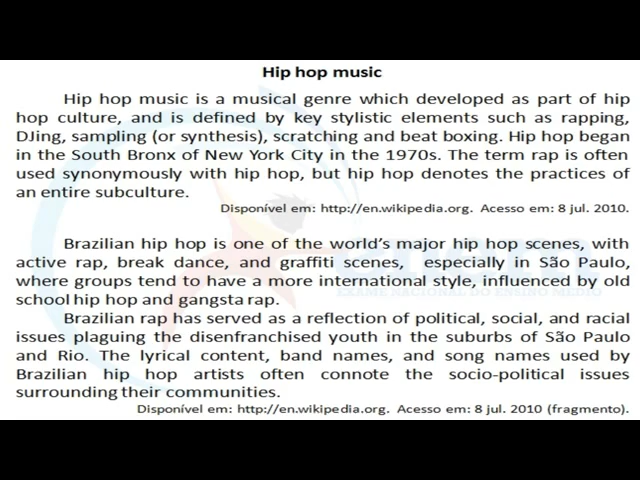 Hip hop music
Hip hop music is a musical genre which developed as part of hip
hop culture, and is defined by key stylistic elements such as rapping,
DJing, sampling (or synthesis), scratching and beat boxing. Hip hop began
in the South Bronx of New York City in the 1970s. The term rap is often
used synonymously with hip hop, but hip hop denotes the practices of
an entire subculture.
Disponível em: http://en.wikipedia.org. Acesso em: 8 jul. 2010.
Brazilian hip hop is one of the world's major hip hop scenes, with
active rap, break dance, and graffiti scenes, especially in São Paulo,
where groups tend to have a more international style, influenced by old
school hip hop and gangsta rap.
EXAME NACIONAL DO ENSINO MÉDIO
Brazilian rap has served as a reflection of political, social, and racial
issues plaguing the disenfranchised youth in the suburbs of São Paulo
and Rio. The lyrical content, band names, and song names used by
Brazilian hip hop artists often connote the socio-political issues
surrounding their communities.
Disponível em: http://en.wikipedia.org. Acesso em: 8 jul. 2010 (fragmento).